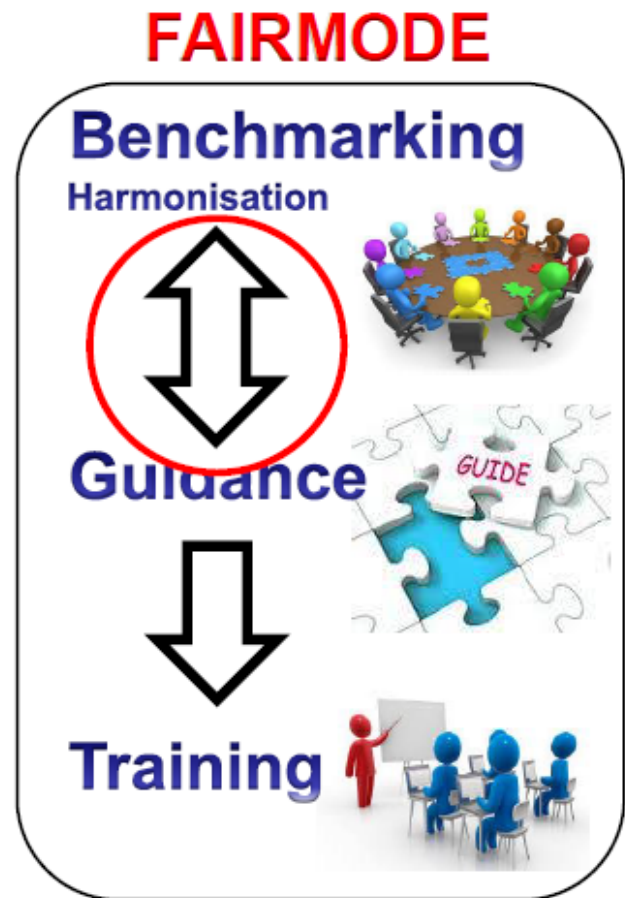 FAIRMODE
Benchmarking
Harmonisation
Guidance
GUIDE
Training